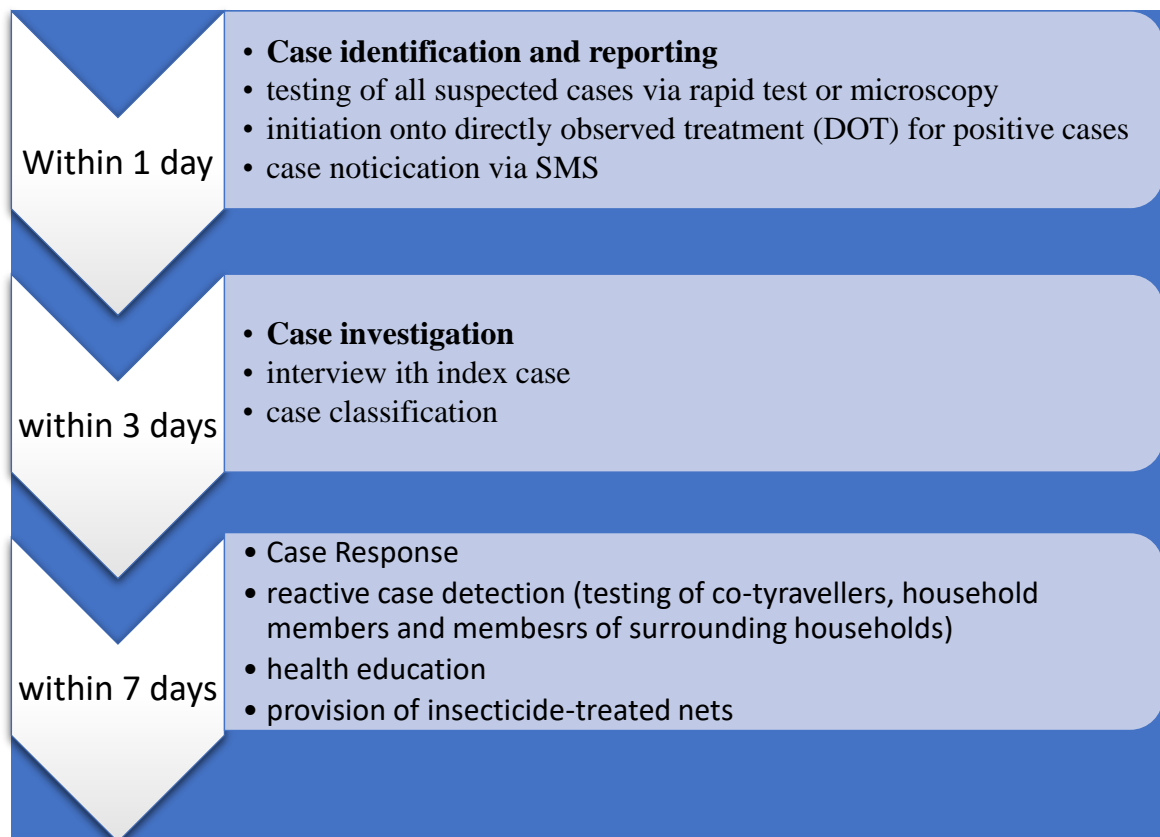 Within 1 day
• Case identification and reporting
• testing of all suspected cases via rapid test or microscopy
• initiation onto directly observed treatment (DOT) for positive cases
• case noticication via SMS
within 3 days
• Case investigation
• interview ith index case
• case classification
within 7 days
• Case Response
• reactive case detection (testing of co-tyravellers, household
members and membesrs of surrounding households)
• health education
• provision of insecticide-treated nets